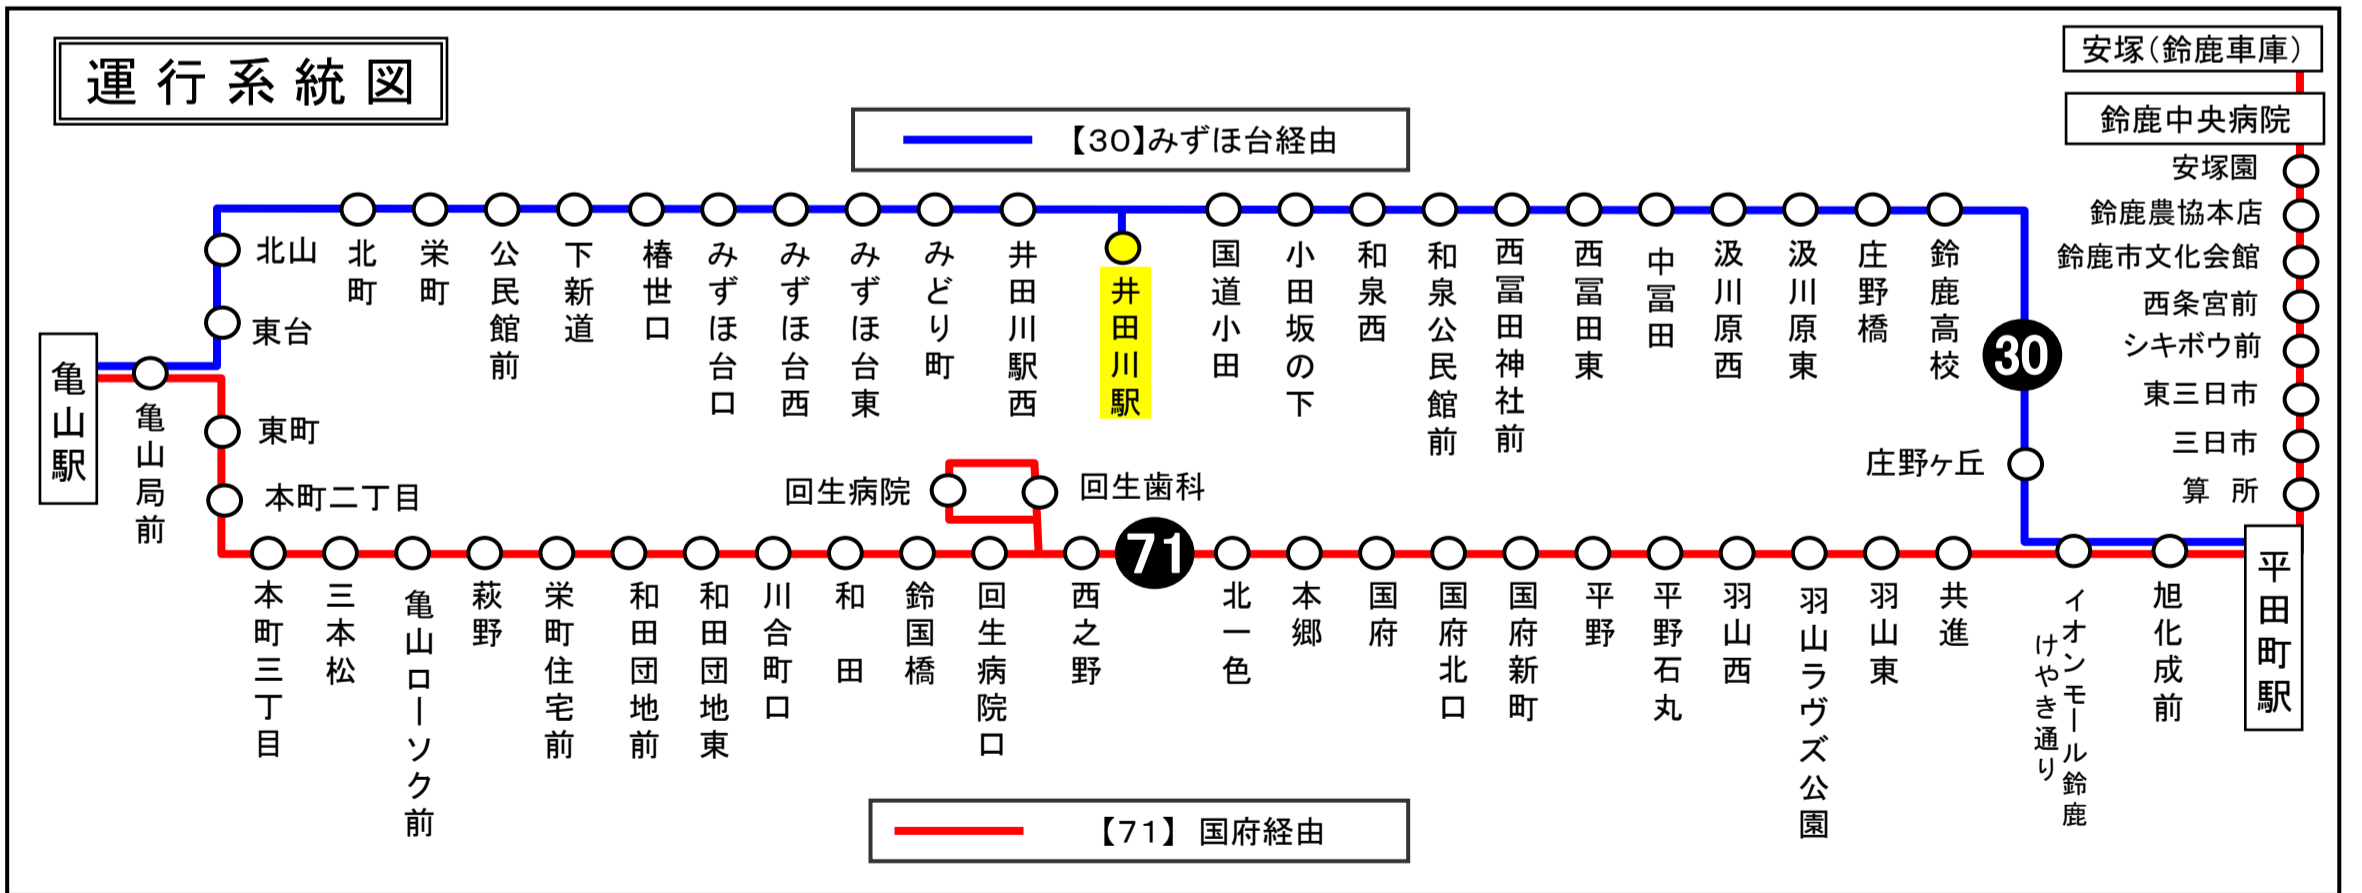 運行系統図
安塚（鈴鹿車庫）
鈴鹿中央病院
【30】みずほ台経由
安塚園
鈴鹿農協本店
鈴鹿市文化会館
西条宮前
シキボウ前
東三日市
三日市
算　所
北山
東台
北町
栄町
公民館前
下新道
椿世口
みずほ台口
みずほ台西
みずほ台東
みどり町
井田川駅西
井田川駅
国道小田
小田坂の下
和泉西
和泉公民館前
西冨田神社前
西冨田東
中冨田
汲川原西
汲川原東
庄野橋
鈴鹿高校
30
庄野ヶ丘
亀山駅
亀山局前
東町
本町二丁目
回生病院
回生歯科
71
本町三丁目
三本松
亀山ローソク前
萩野
栄町住宅前
和田団地前
和田団地東
川合町口
和　田
鈴国橋
回生病院口
西之野
北一色
本郷
国府
国府北口
国府新町
平野
平野石丸
羽山西
羽山ラヴズ公園
羽山東
共進
イオンモール鈴鹿
けやき通り
旭化成前
平田町駅
【71】 国府経由